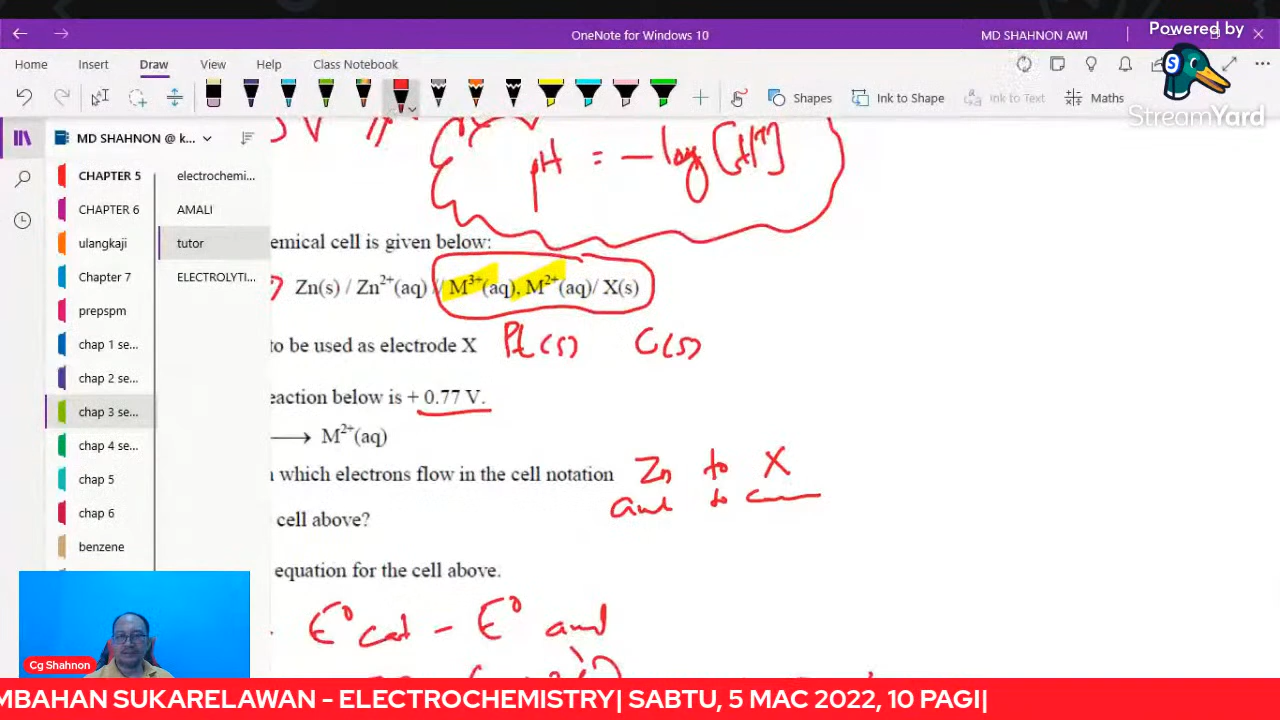 OneNote for Windows 10
MD SHAHNON AWI
Powered by
StreamYard
Home Insert Draw View Help Class Notebook
Shapes Ink to Shape Ink to Text Maths
MD SHAHNON @ k...
CHAPTER 5
CHAPTER 6
ulangkaji
Chapter 7
prepspm
chap 1 se...
chap 2 se...
chap 3 se...
chap 4 se...
chap 5
chap 6
benzene
electrochemi...
AMALI
tutor
ELECTROLYTI...
pH = - log [H⁺]
emical cell is given below:
Zn(s) / Zn²⁺(aq) // M³⁺(aq), M²⁺(aq)/ X(s)
to be used as electrode X Pt(s) C(s)
eaction below is + 0.77 V.
⟶ M²⁺(aq)
n which electrons flow in the cell notation Zn to X
to
cell above?
equation for the cell above.
E⁰ cat - E⁰ and
Cg Shahnon
MBAHAN SUKARELAWAN - ELECTROCHEMISTRY| SABTU, 5 MAC 2022, 10 PAGI|